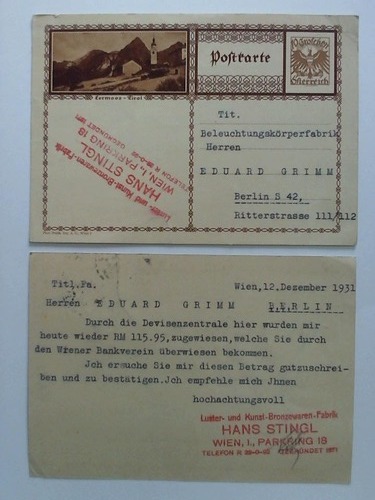 Postkarte
Österreich
Lermoos - Tirol
Tit.
Beleuchtungskörperfabrik
Herren
EDUARD GRIMM
Berlin S 42,
Ritterstrasse 111/112
Luster- und Kunst-Bronzewaren-Fabrik
HANS STINGL
WIEN, I., PARKRING 18
TELEFON R
GEGRÜNDET 1871
Titl.Fa.
Wien,12.Dezember 1931
Herren EDUARD GRIMM BERLIN
Durch die Devisenzentrale hier wurden mir
heute wieder RM 115.95,zugewiesen,welche Sie durch
den Wiener Bankverein überwiesen bekommen.
Jch ersuche Sie mir diesen Betrag gutzuschrei-
ben und zu bestätigen.Jch empfehle mich Jhnen
hochachtungsvoll
Luster- und Kunst-Bronzewaren-Fabrik
HANS STINGL
WIEN, I., PARKRING 18
TELEFON R GEGRÜNDET 1871